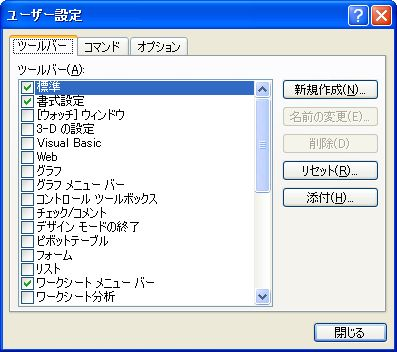 ユーザー設定
ツールバー コマンド オプション
ツールバー(A):
標準
書式設定
[ウォッチ] ウィンドウ
3-D の設定
Visual Basic
Web
グラフ
グラフ メニュー バー
コントロール ツールボックス
チェック/コメント
デザイン モードの終了
ピボットテーブル
フォーム
リスト
ワークシート メニュー バー
ワークシート分析
新規作成(N)...
名前の変更(E)...
削除(D)
リセット(R)...
添付(H)...
閉じる